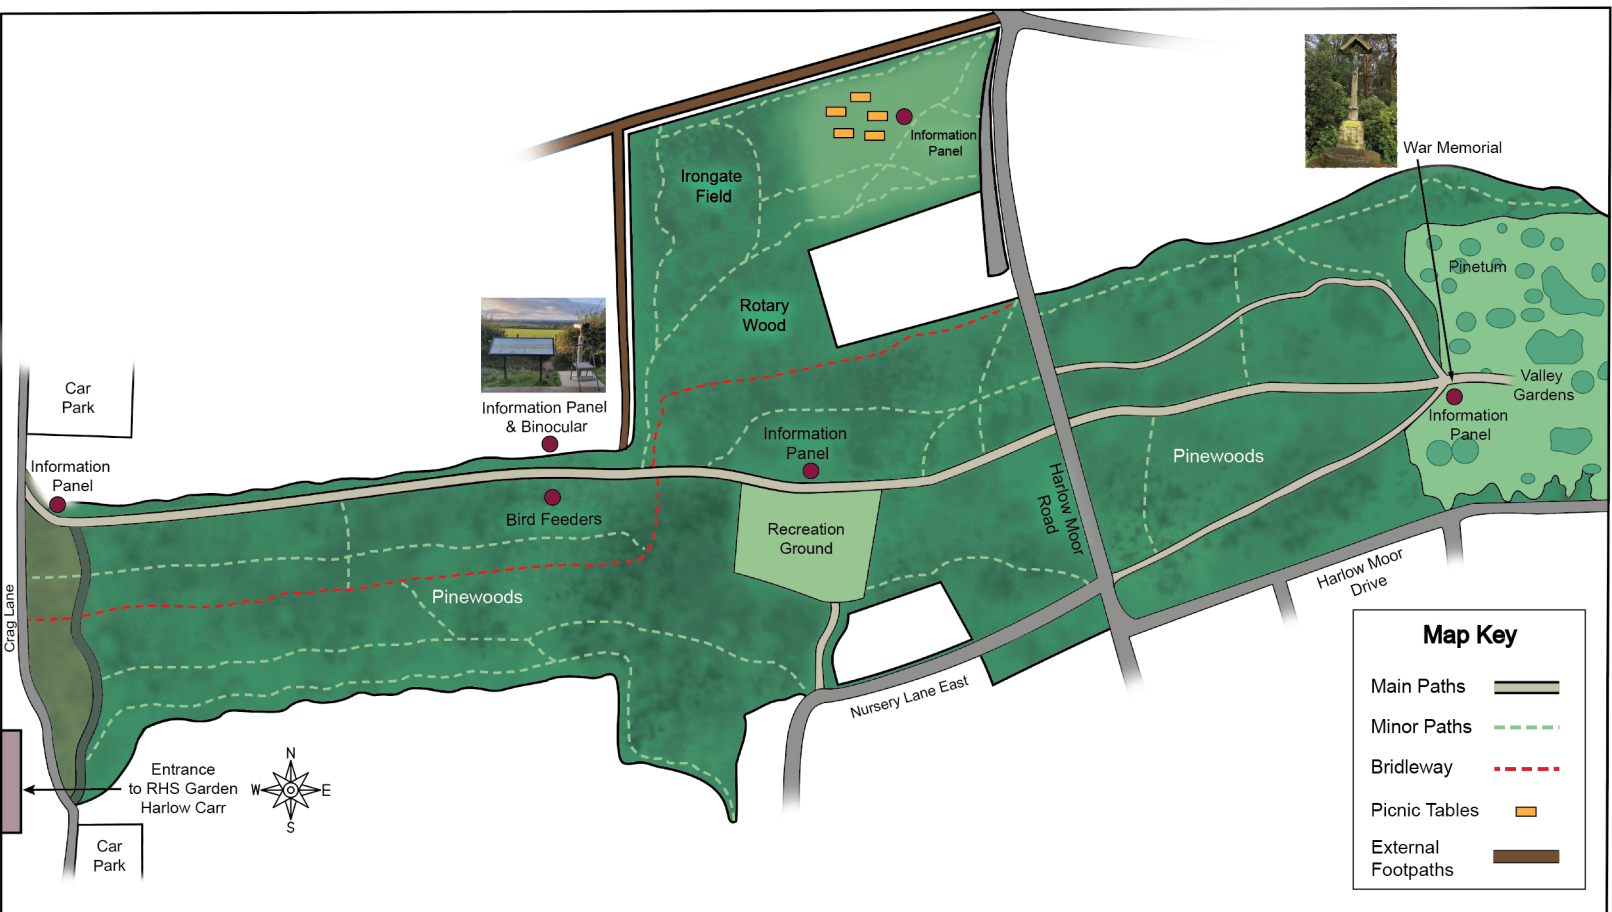 Information
Panel
Irongate
Field
War Memorial
Pinetum
Rotary
Wood
Car
Park
Information Panel
& Binocular
Valley
Gardens
Information
Panel
Information
Panel
Information
Panel
Pinewoods
Bird Feeders
Recreation
Ground
Harlow Moor
Road
Crag Lane
Pinewoods
Harlow Moor
Drive
Nursery Lane East
Entrance
to RHS Garden
Harlow Carr
N
W
E
S
Car
Park
Map Key
Main Paths
Minor Paths
Bridleway
Picnic Tables
External
Footpaths